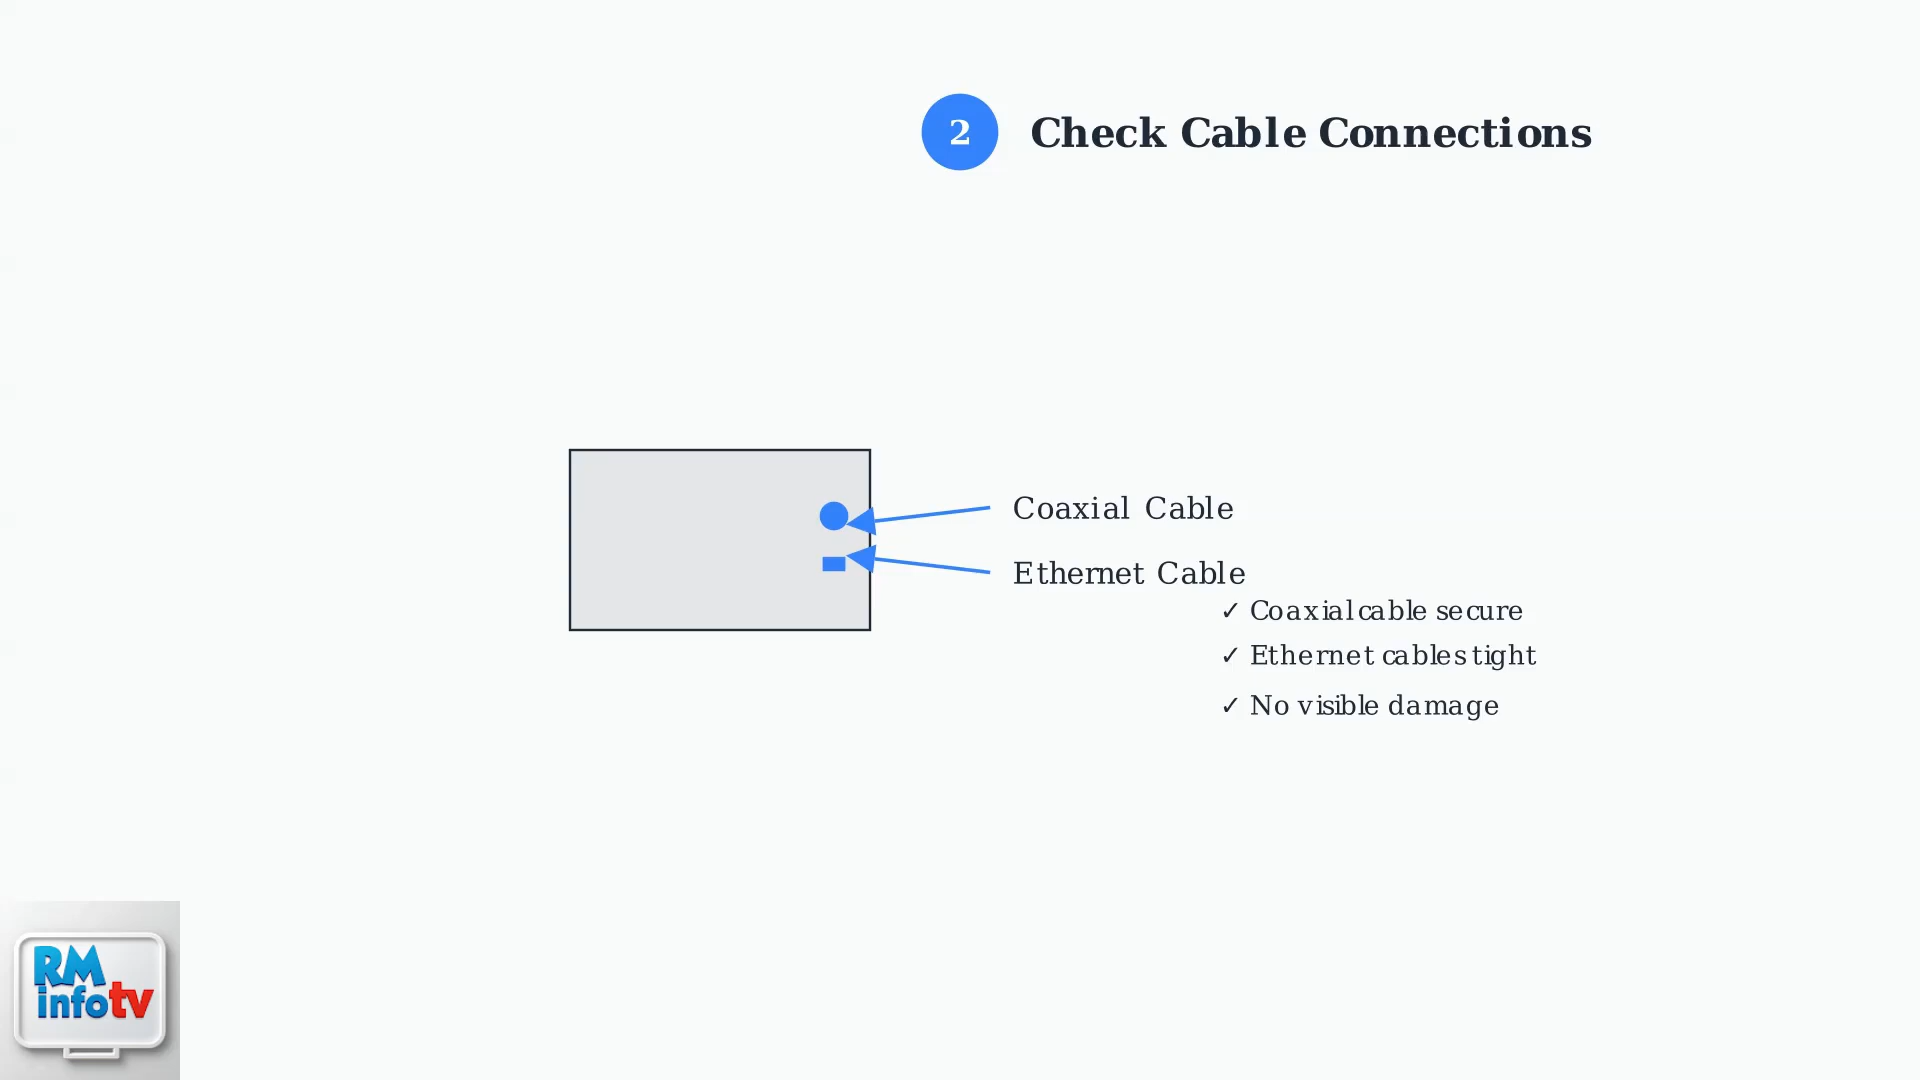 2
Check Cable Connections
Coaxial Cable
Ethernet Cable
✓ Coaxial cable secure
✓ Ethernet cables tight
✓ No visible damage
RM
infotv